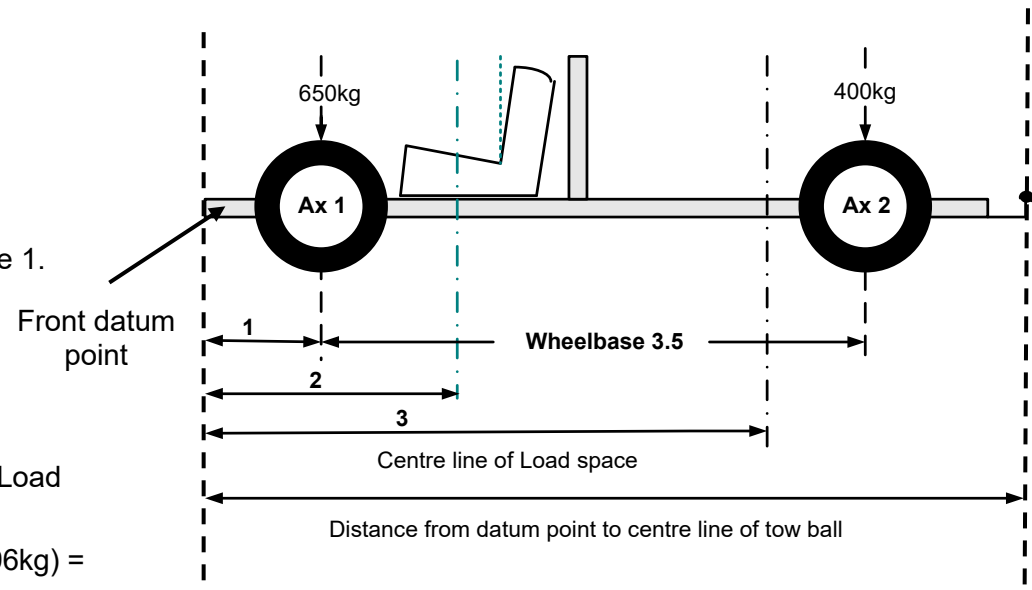 650kg
400kg
Ax 1
Ax 2
e 1.
Front datum
point
1
Wheelbase 3.5
2
3
Centre line of Load space
Load
Distance from datum point to centre line of tow ball
6kg) =